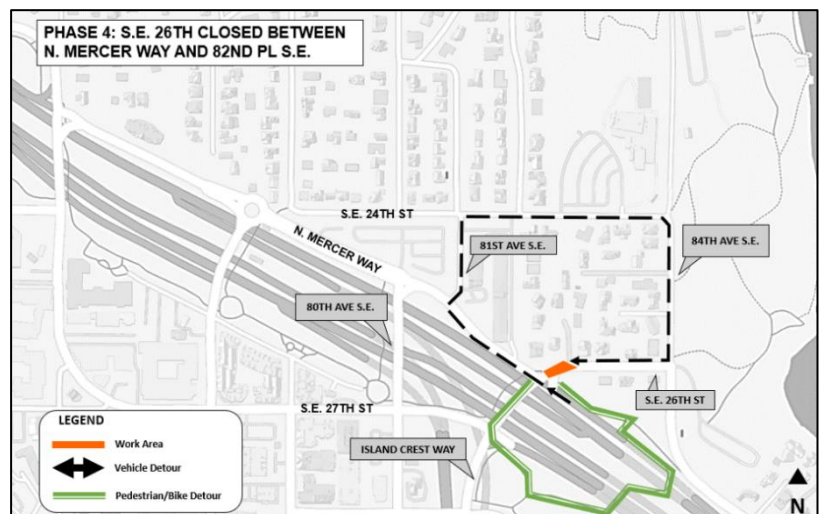 PHASE 4: S.E. 26TH CLOSED BETWEEN
N. MERCER WAY AND 82ND PL S.E.
S.E. 24TH ST
N. MERCER WAY
81ST AVE S.E.
84TH AVE S.E.
80TH AVE S.E.
S.E. 26TH ST
S.E. 27TH ST
ISLAND CREST WAY
LEGEND
Work Area
Vehicle Detour
Pedestrian/Bike Detour
N